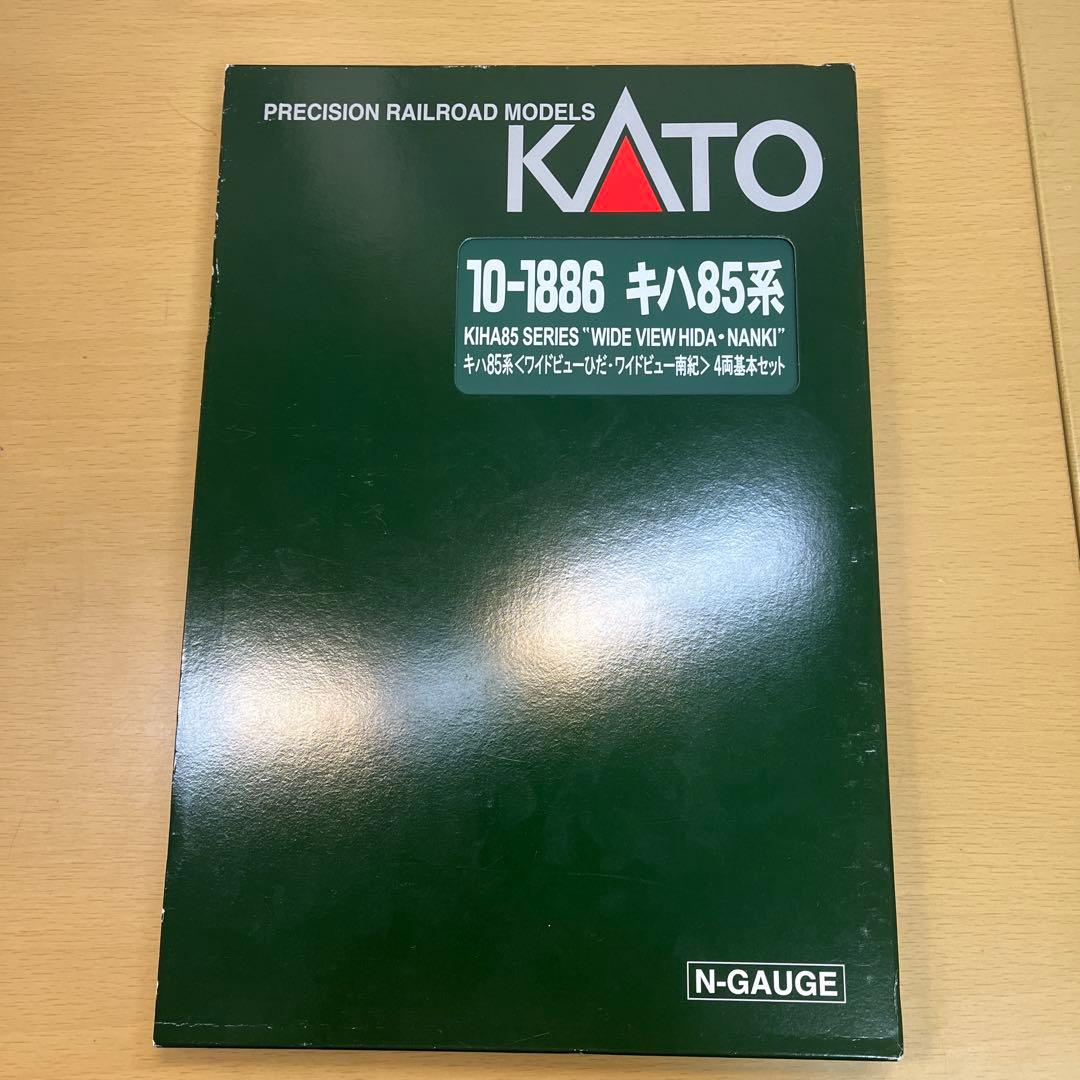 PRECISION RAILROAD MODELS
KATO
10-1886 キハ85系
KIHA85 SERIES "WIDE VIEW HIDA・NANKI"
キハ85系<ワイドビューひだ・ワイドビュー南紀> 4両基本セット
N-GAUGE